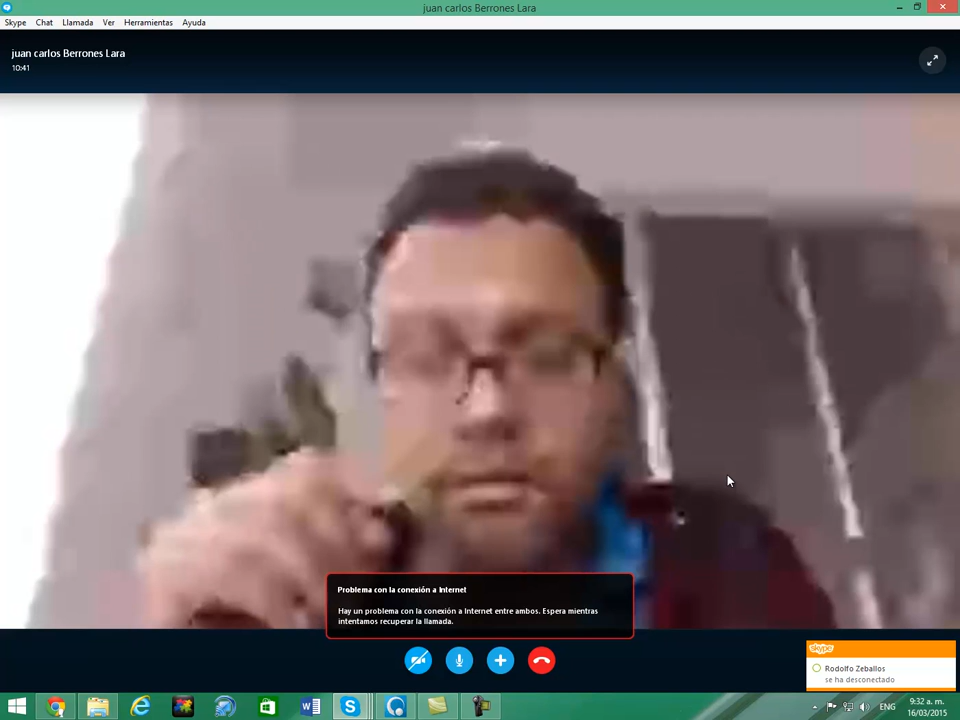 juan carlos Berrones Lara
Skype Chat Llamada Ver Herramientas Ayuda
juan carlos Berrones Lara
10:41
Problema con la conexión a Internet
Hay un problema con la conexión a Internet entre ambos. Espera mientras
intentamos recuperar la llamada.
skype
Rodolfo Zeballos
se ha desconectado
ENG
9:32 a. m.
16/03/2015